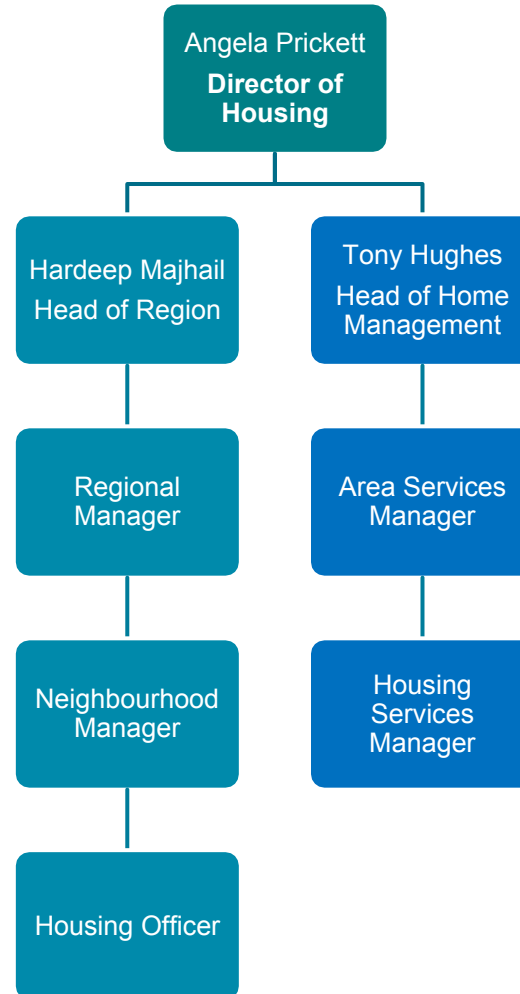 Angela Prickett
Director of
Housing
Hardeep Majhail
Head of Region
Tony Hughes
Head of Home
Management
Regional
Manager
Area Services
Manager
Neighbourhood
Manager
Housing
Services
Manager
Housing Officer